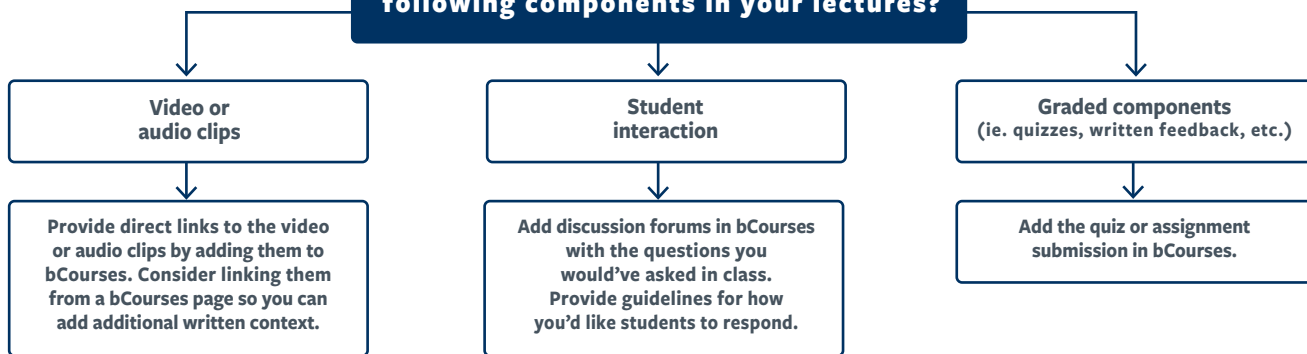 following components in your lectures?
Video or
audio clips
Provide direct links to the video
or audio clips by adding them to
bCourses. Consider linking them
from a bCourses page so you can
add additional written context.
Student
interaction
Add discussion forums in bCourses
with the questions you
would've asked in class.
Provide guidelines for how
you'd like students to respond.
Graded components
(ie. quizzes, written feedback, etc.)
Add the quiz or assignment
submission in bCourses.